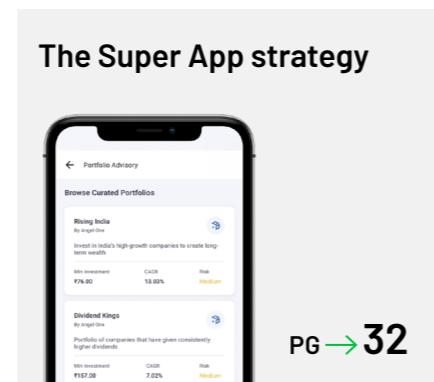 The Super App strategy
Portfolio Advisory
Browse Curated Portfolios
Rising India
By Angel One
Invest in India's high-growth companies to create long-
term wealth
Min Investment CAGR Risk
₹76.00 13.03% Medium
Dividend Kings
By Angel One
Portfolio of companies that have given consistently
higher dividends
Min Investment CAGR Risk
₹157.00 7.02% Medium
PG → 32